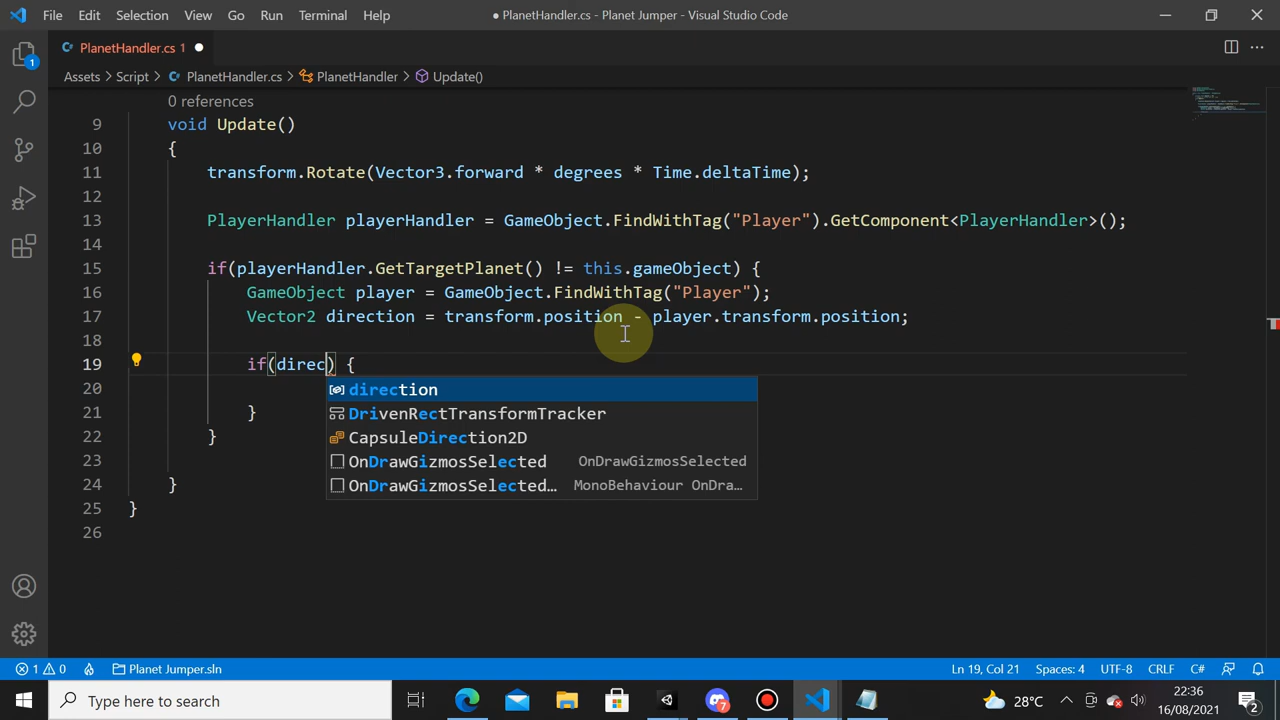 File Edit Selection View Go Run Terminal Help ● PlanetHandler.cs - Planet Jumper - Visual Studio Code
PlanetHandler.cs 1
Assets > Script > PlanetHandler.cs > PlanetHandler > Update()
0 references
9 void Update()
10 {
11 transform.Rotate(Vector3.forward * degrees * Time.deltaTime);
12
13 PlayerHandler playerHandler = GameObject.FindWithTag("Player").GetComponent<PlayerHandler>();
14
15 if(playerHandler.GetTargetPlanet() != this.gameObject) {
16 GameObject player = GameObject.FindWithTag("Player");
17 Vector2 direction = transform.position - player.transform.position;
18
19 if(direc) {
direction
20
DrivenRectTransformTracker
21 }
CapsuleDirection2D
22 }
OnDrawGizmosSelected OnDrawGizmosSelected
23
OnDrawGizmosSelected… MonoBehaviour OnDra…
24 }
25 }
26
1
1 0 Planet Jumper.sln Ln 19, Col 21 Spaces: 4 UTF-8 CRLF C#
Type here to search 7 28°C 22:36
16/08/2021 2